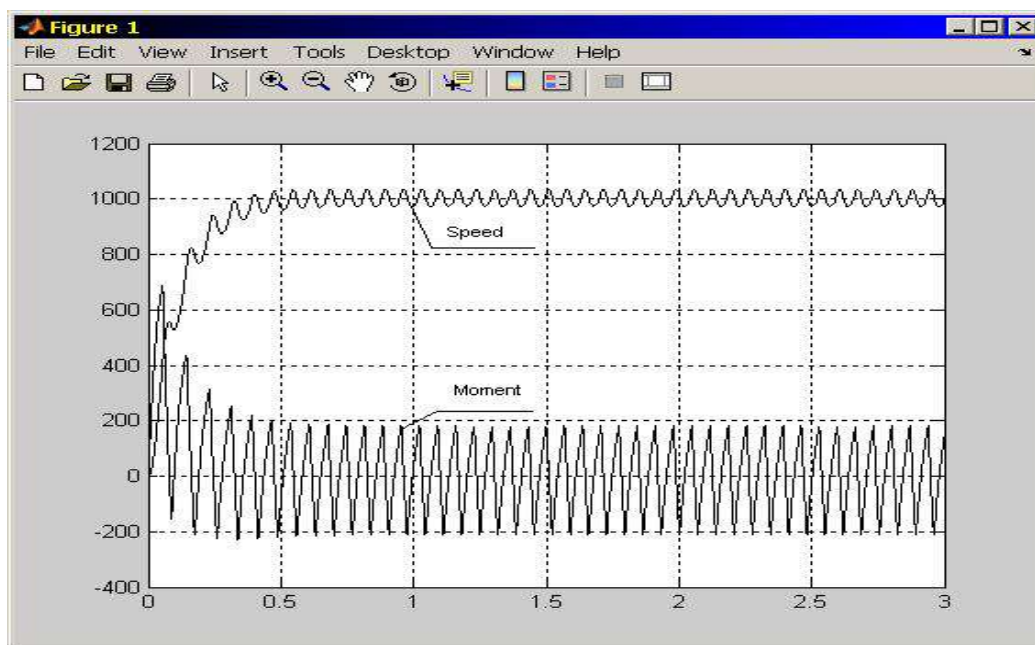 Figure 1
File Edit View Insert Tools Desktop Window Help
1200
1000
800
600
400
200
0
-200
-400
Speed
Moment
0 0.5 1 1.5 2 2.5 3